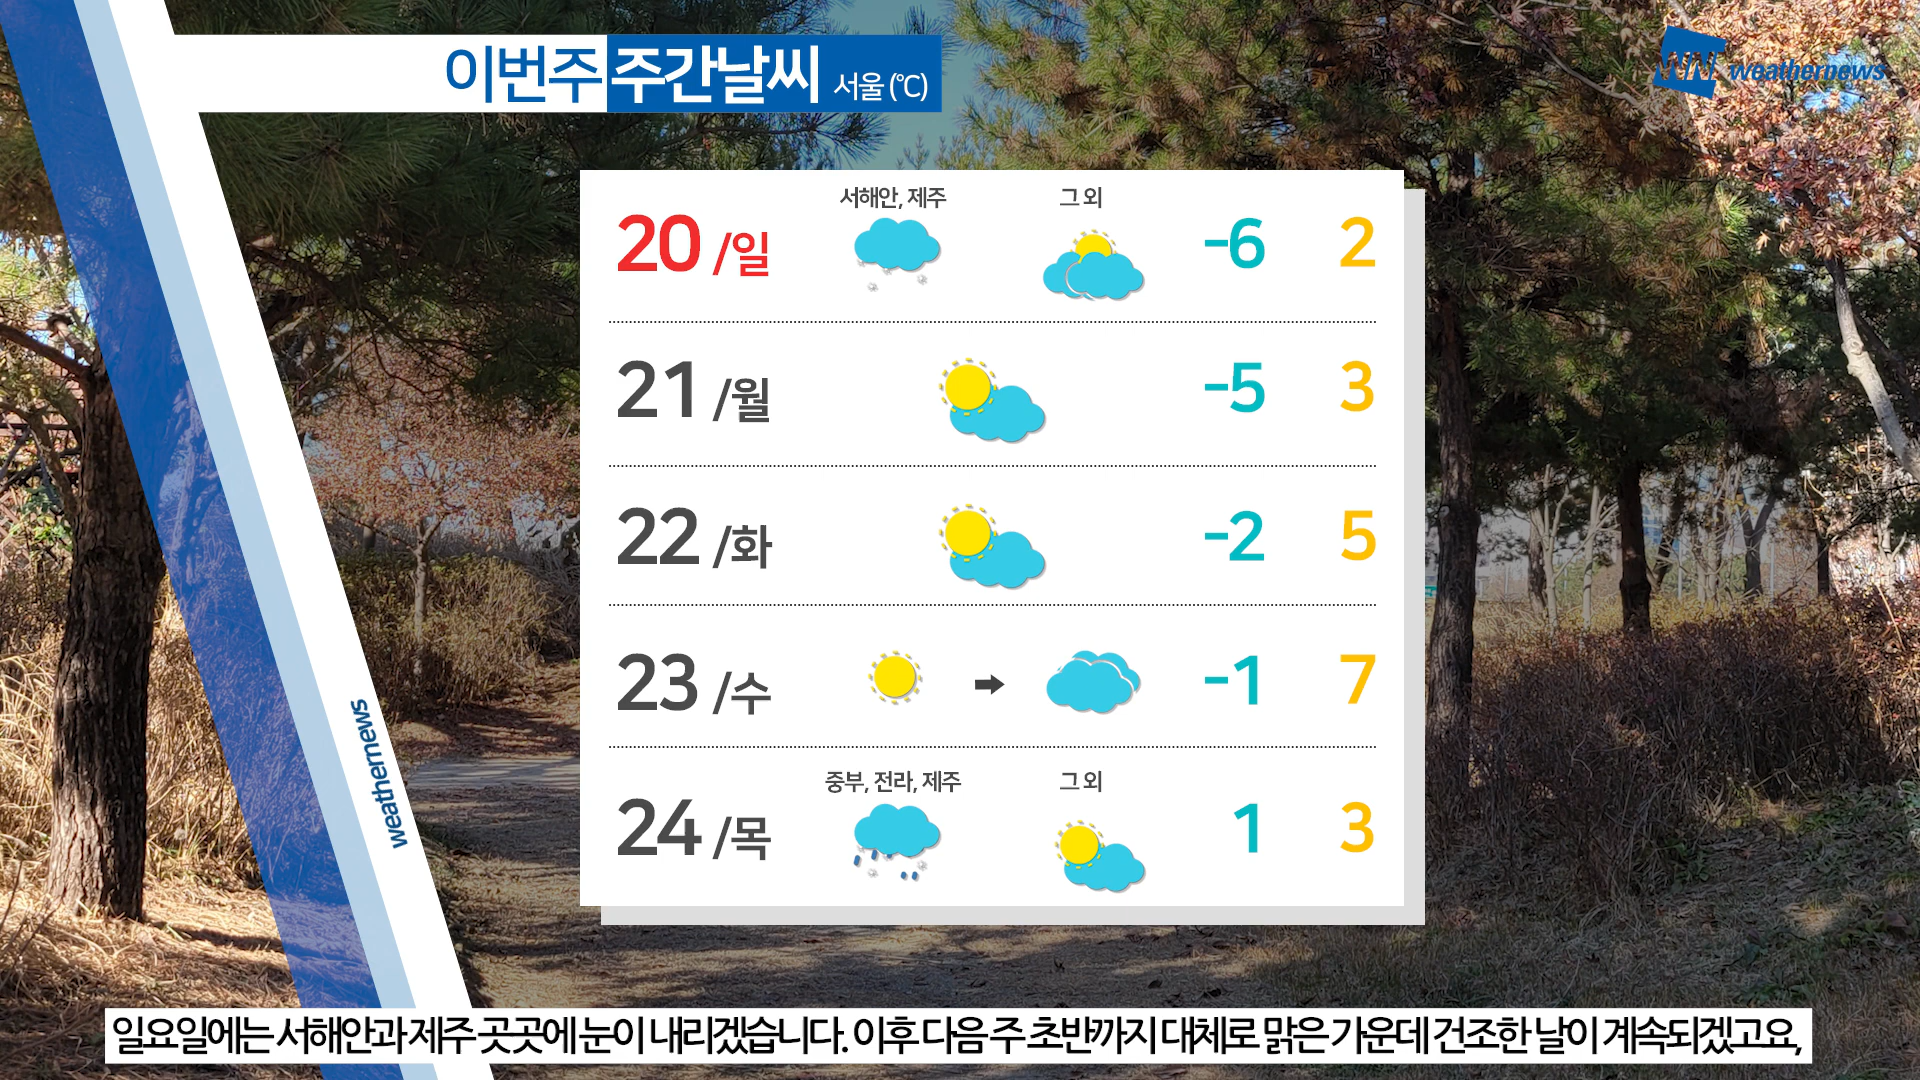 이번주 주간날씨 서울 (℃)
weathernews
서해안, 제주 그 외
20 /일 -6 2
21 /월 -5 3
22 /화 -2 5
23 /수 -1 7
중부, 전라, 제주 그 외
24 /목 1 3
weathernews
일요일에는 서해안과 제주 곳곳에 눈이 내리겠습니다. 이후 다음 주 초반까지 대체로 맑은 가운데 건조한 날이 계속되겠고요,